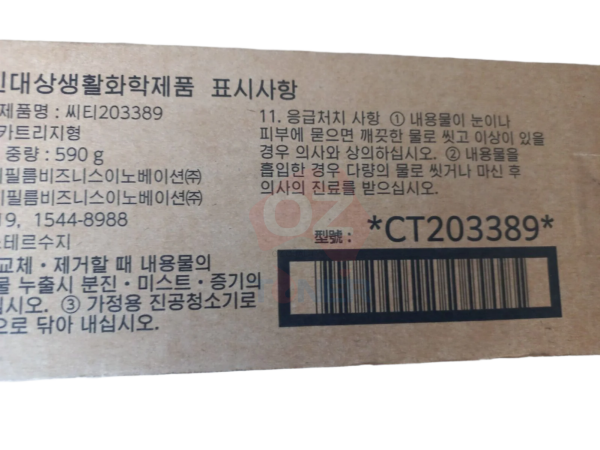 인대상생활화학제품 표시사항
제품명 : 씨티203389
카트리지형
중량 : 590 g
필름비즈니스이노베이션㈜
필름비즈니스이노베이션㈜
19, 1544-8988
스테르수지
교체 · 제거할 때 내용물의
물 누출시 분진 · 미스트 · 증기의
십시오. ③ 가정용 진공청소기로
으로 닦아 내십시오.
11. 응급처치 사항 ① 내용물이 눈이나
피부에 묻으면 깨끗한 물로 씻고 이상이 있을
경우 의사와 상의하십시오. ② 내용물을
흡입한 경우 다량의 물로 씻거나 마신 후
의사의 진료를 받으십시오.
型號 : *CT203389*
OZ